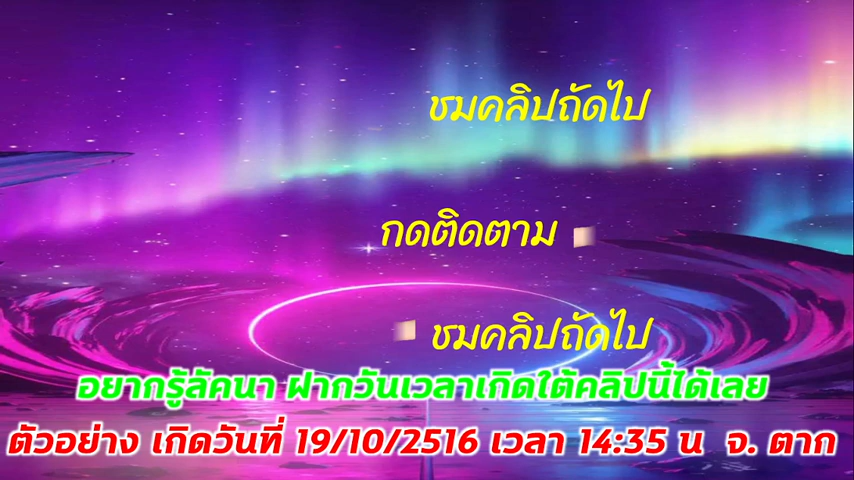 ชมคลิปถัดไป
กดติดตาม
ชมคลิปถัดไป
อยากรู้ลัคนา ฝากวันเวลาเกิดใต้คลิปนี้ได้เลย
ตัวอย่าง เกิดวันที่ 19/10/2516 เวลา 14:35 น จ. ตาก